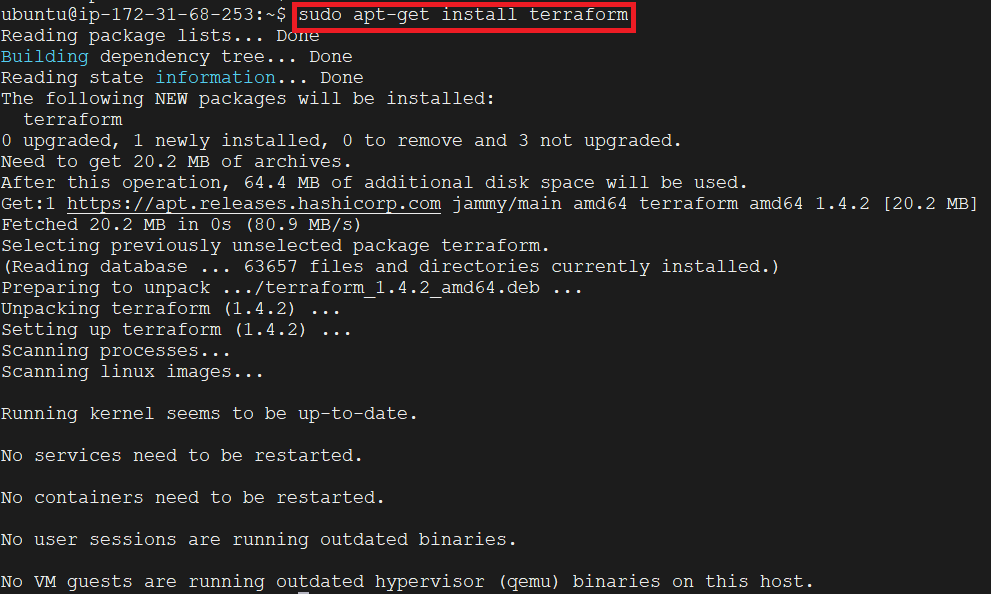 ubuntu@ip-172-31-68-253:~$ sudo apt-get install terraform
Reading package lists... Done
Building dependency tree... Done
Reading state information... Done
The following NEW packages will be installed:
  terraform
0 upgraded, 1 newly installed, 0 to remove and 3 not upgraded.
Need to get 20.2 MB of archives.
After this operation, 64.4 MB of additional disk space will be used.
Get:1 https://apt.releases.hashicorp.com jammy/main amd64 terraform amd64 1.4.2 [20.2 MB]
Fetched 20.2 MB in 0s (80.9 MB/s)
Selecting previously unselected package terraform.
(Reading database ... 63657 files and directories currently installed.)
Preparing to unpack .../terraform_1.4.2_amd64.deb ...
Unpacking terraform (1.4.2) ...
Setting up terraform (1.4.2) ...
Scanning processes...
Scanning linux images...
Running kernel seems to be up-to-date.
No services need to be restarted.
No containers need to be restarted.
No user sessions are running outdated binaries.
No VM guests are running outdated hypervisor (qemu) binaries on this host.